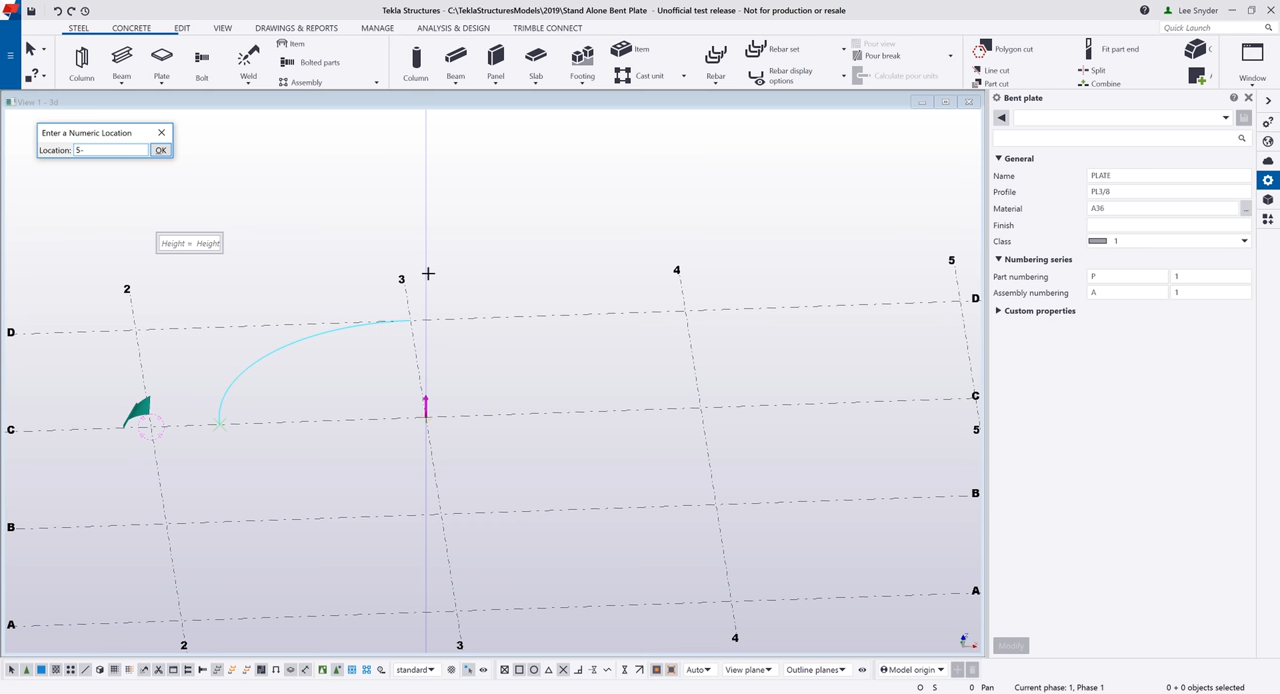 Tekla Structures - C:\TeklaStructuresModels\2019\Stand Alone Bent Plate - Unofficial test release - Not for production or resale
Lee Snyder
STEEL CONCRETE EDIT VIEW DRAWINGS & REPORTS MANAGE ANALYSIS & DESIGN TRIMBLE CONNECT
Quick Launch
Column Beam Plate Bolt Weld
Item
Bolted parts
Assembly
Column Beam Panel Slab Footing
Item
Cast unit
Rebar
Rebar set
Rebar display options
Pour view
Pour break
Calculate pour units
Polygon cut
Line cut
Part cut
Fit part end
Split
Combine
Window
View 1 - 3d
Enter a Numeric Location
Location: 5-
OK
Height = Height
2
3
4
5
D
D
C
C
5
B
B
A
A
2
3
4
Bent plate
General
Name PLATE
Profile PL3/8
Material A36
...
Finish
Class 1
Numbering series
Part numbering P 1
Assembly numbering A 1
Custom properties
Modify
standard
Auto
View plane
Outline planes
Model origin
O S 0 Pan Current phase: 1, Phase 1 0 + 0 objects selected